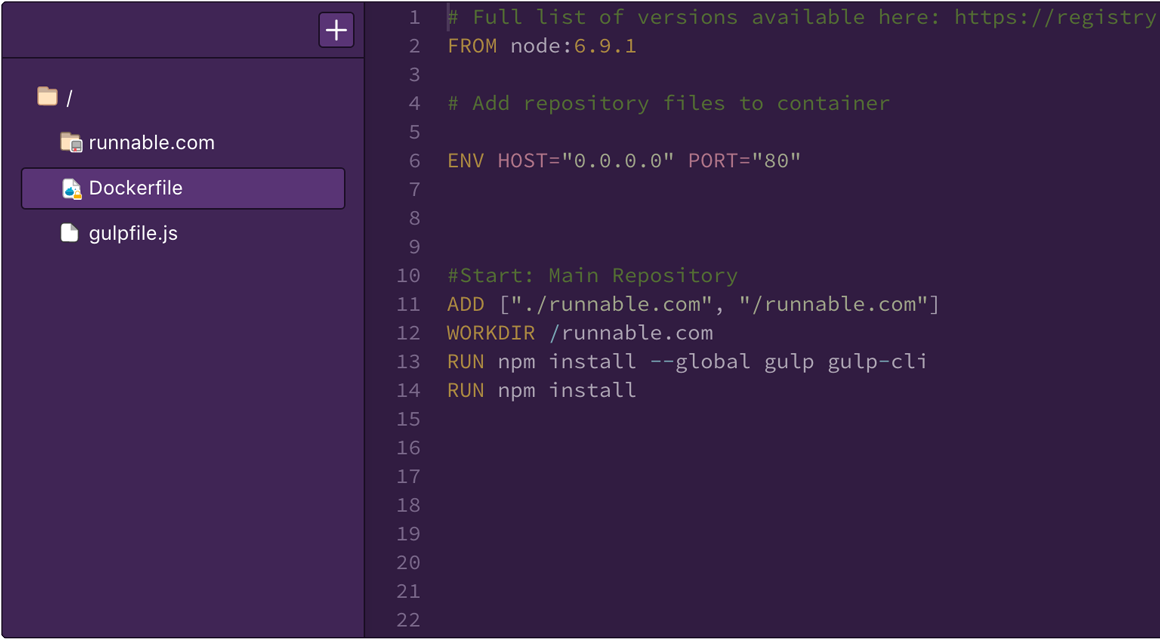 /
runnable.com
Dockerfile
gulpfile.js
1 # Full list of versions available here: https://registry
2 FROM node:6.9.1
3
4 # Add repository files to container
5
6 ENV HOST="0.0.0.0" PORT="80"
7
8
9
10 #Start: Main Repository
11 ADD ["./runnable.com", "/runnable.com"]
12 WORKDIR /runnable.com
13 RUN npm install --global gulp gulp-cli
14 RUN npm install
15
16
17
18
19
20
21
22